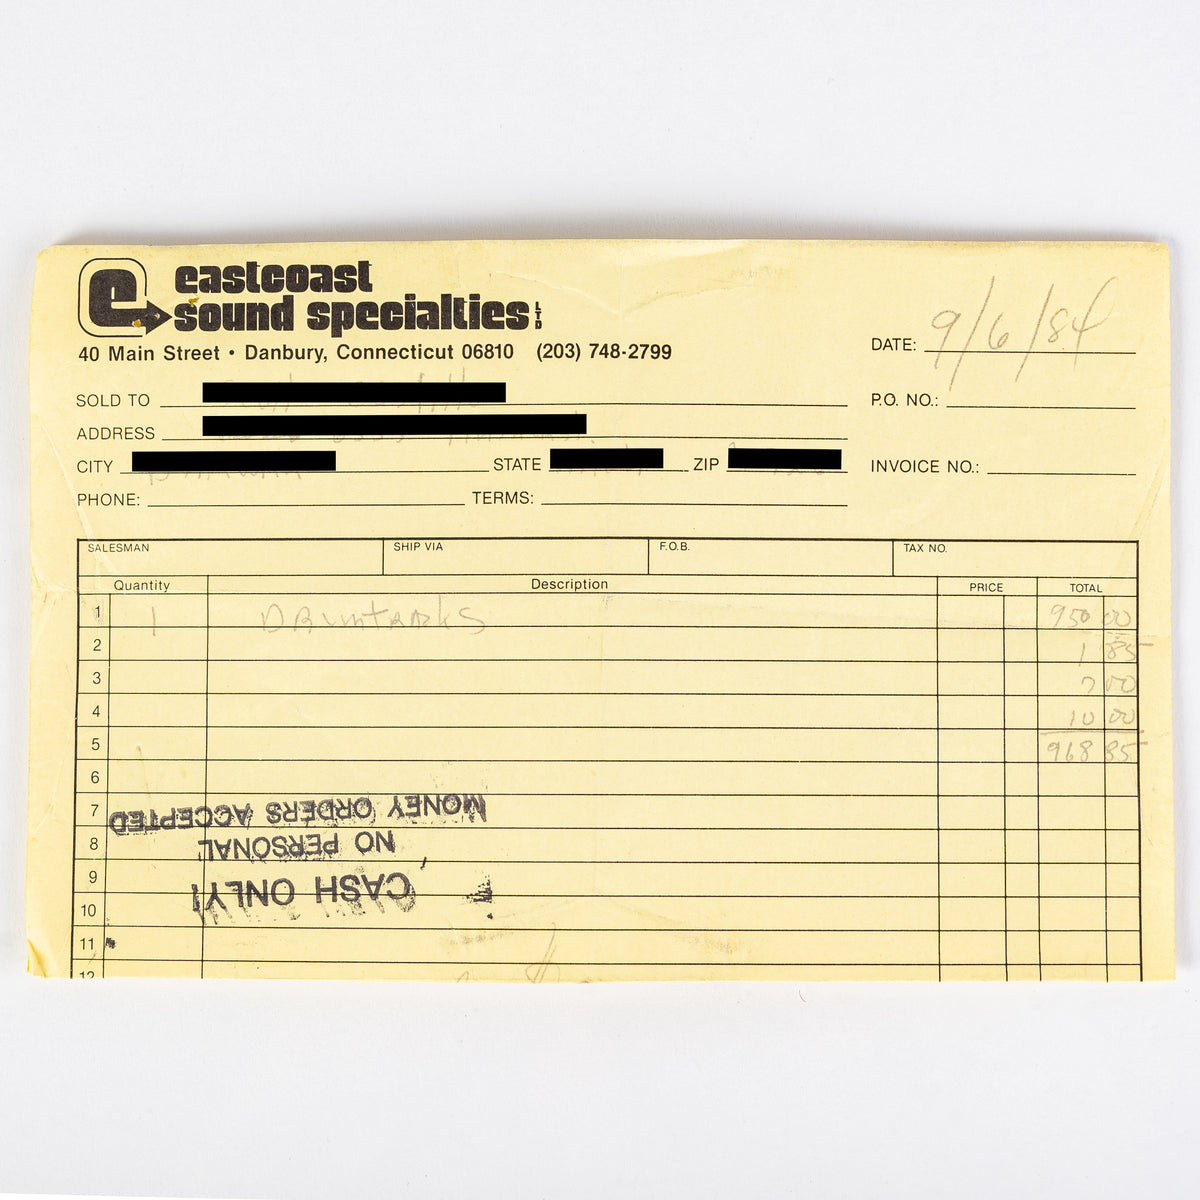 e eastcoast
sound specialties LTD
40 Main Street • Danbury, Connecticut 06810 (203) 748-2799
DATE: 9/6/84
SOLD TO
P.O. NO.:
ADDRESS
CITY STATE ZIP
INVOICE NO.:
PHONE: TERMS:
SALESMAN SHIP VIA F.O.B. TAX NO.
Quantity Description PRICE TOTAL
1 1 Drumtraks 950 00
2 1 85
3 7 00
4 10 00
5 968 85
6
7 MONEY ORDERS ACCEPTED
8 NO PERSONAL
9 CASH ONLY!
10
11
12